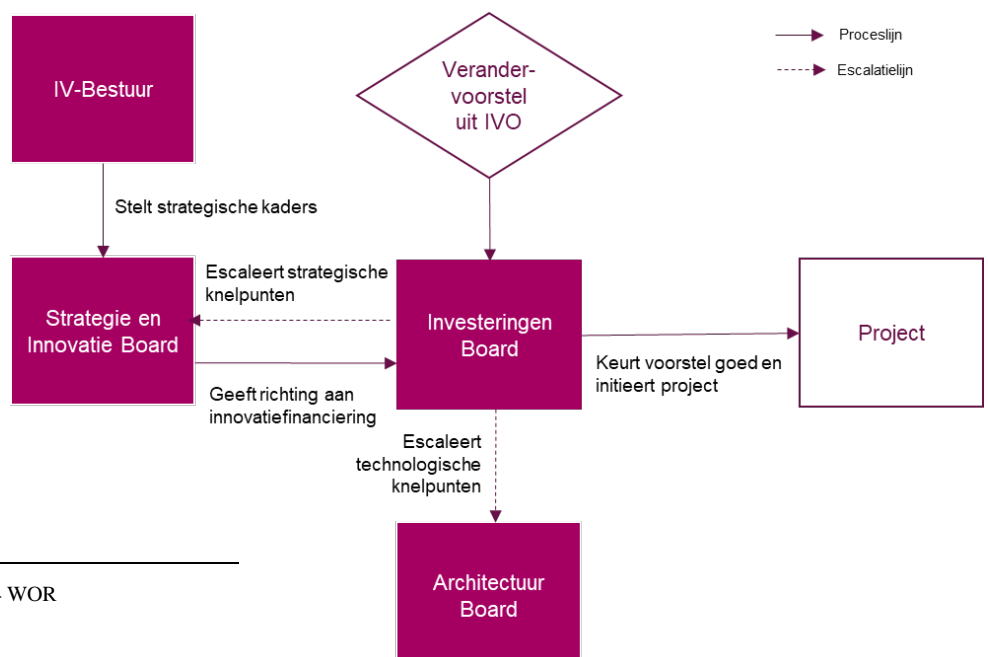 IV-Bestuur
Verander-
voorstel
uit IVO
Proceslijn
Escalatielijn
Stelt strategische kaders
Escaleert strategische
knelpunten
Strategie en
Innovatie Board
Investeringen
Board
Project
Keurt voorstel goed en
initieert project
Geeft richting aan
innovatiefinanciering
Escaleert
technologische
knelpunten
Architectuur
Board
WOR